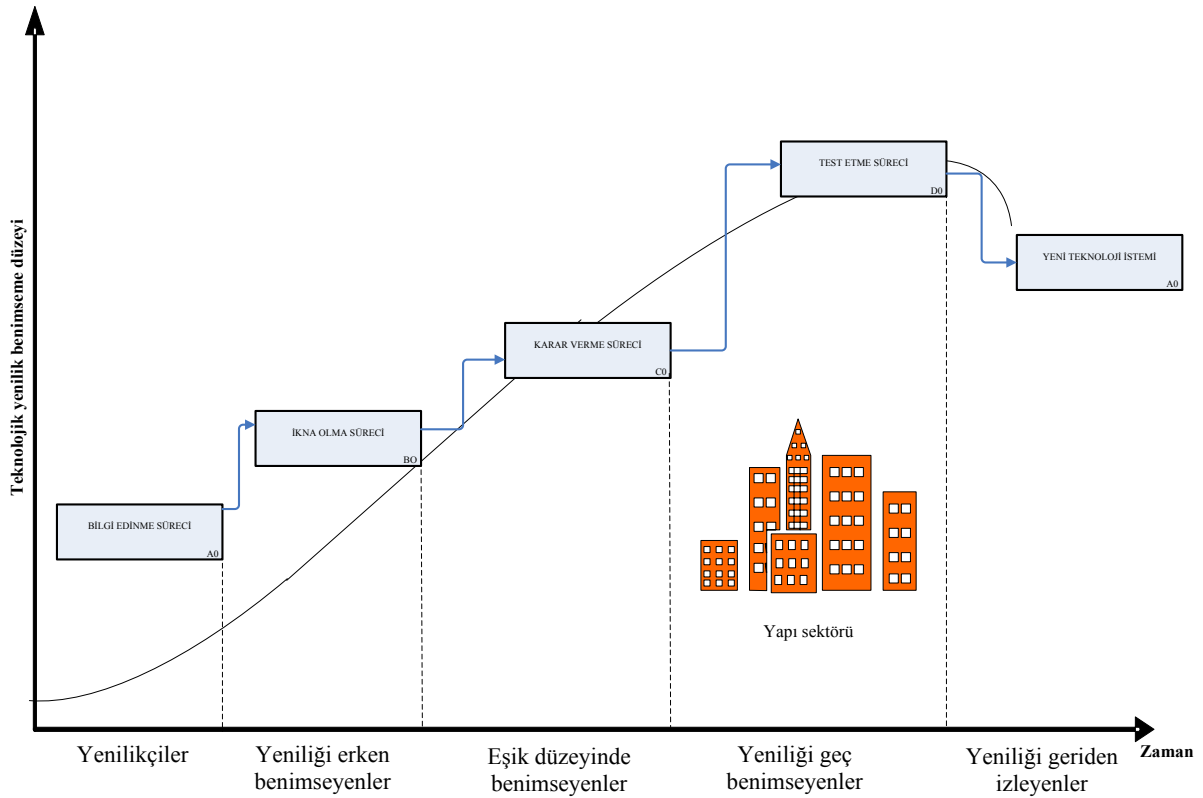 Teknolojik yenilik benimseme düzeyi
TEST ETME SÜRECİ
D0
YENİ TEKNOLOJİ İSTEMİ
A0
KARAR VERME SÜRECİ
C0
İKNA OLMA SÜRECİ
BO
BİLGİ EDİNME SÜRECİ
A0
Yapı sektörü
Zaman
Yenilikçiler
Yeniliği erken
benimseyenler
Eşik düzeyinde
benimseyenler
Yeniliği geç
benimseyenler
Yeniliği geriden
izleyenler